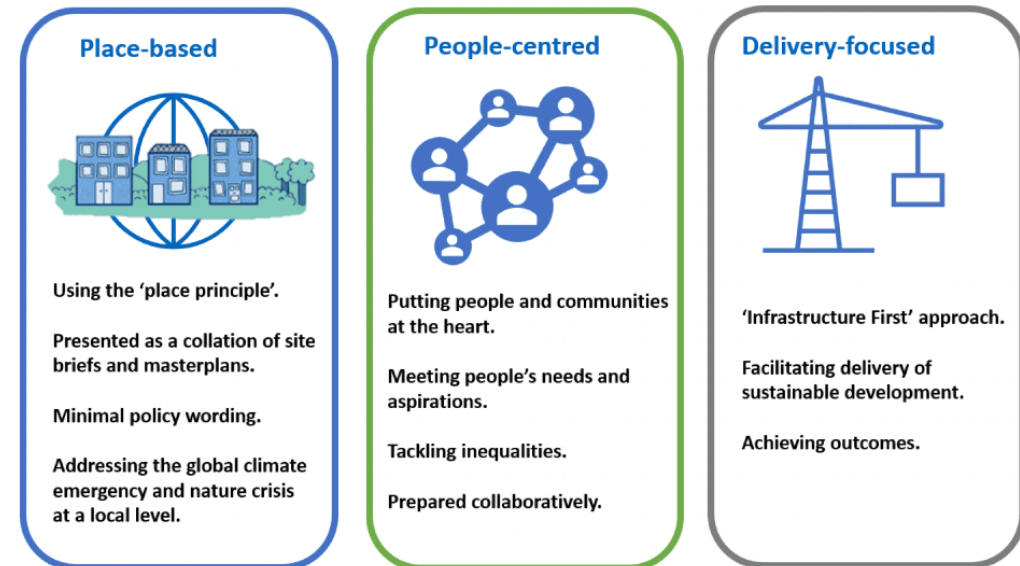 Place-based
Using the ‘place principle’.
Presented as a collation of site
briefs and masterplans.
Minimal policy wording.
Addressing the global climate
emergency and nature crisis
at a local level.
People-centred
Putting people and communities
at the heart.
Meeting people’s needs and
aspirations.
Tackling inequalities.
Prepared collaboratively.
Delivery-focused
‘Infrastructure First’ approach.
Facilitating delivery of
sustainable development.
Achieving outcomes.